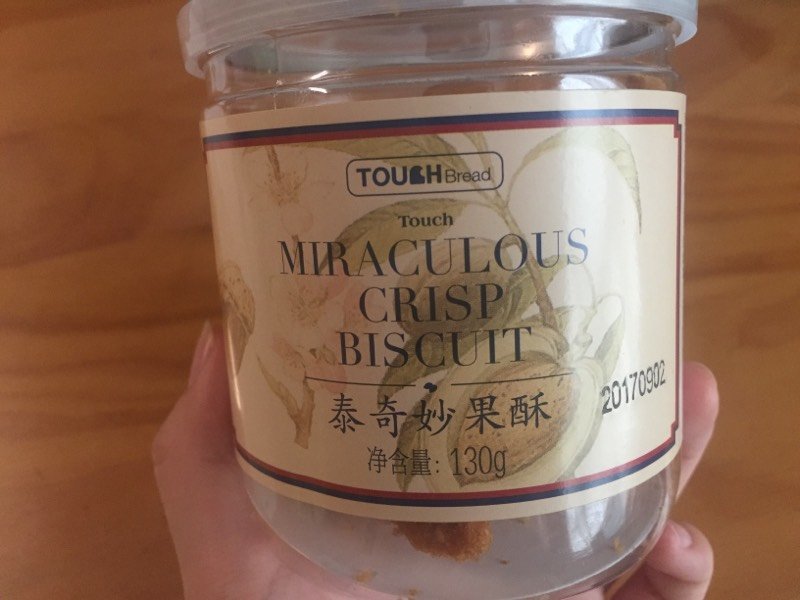 TOUCH Bread
Touch
MIRACULOUS
CRISP
BISCUIT
泰奇妙果酥
20170902
净含量: 130g